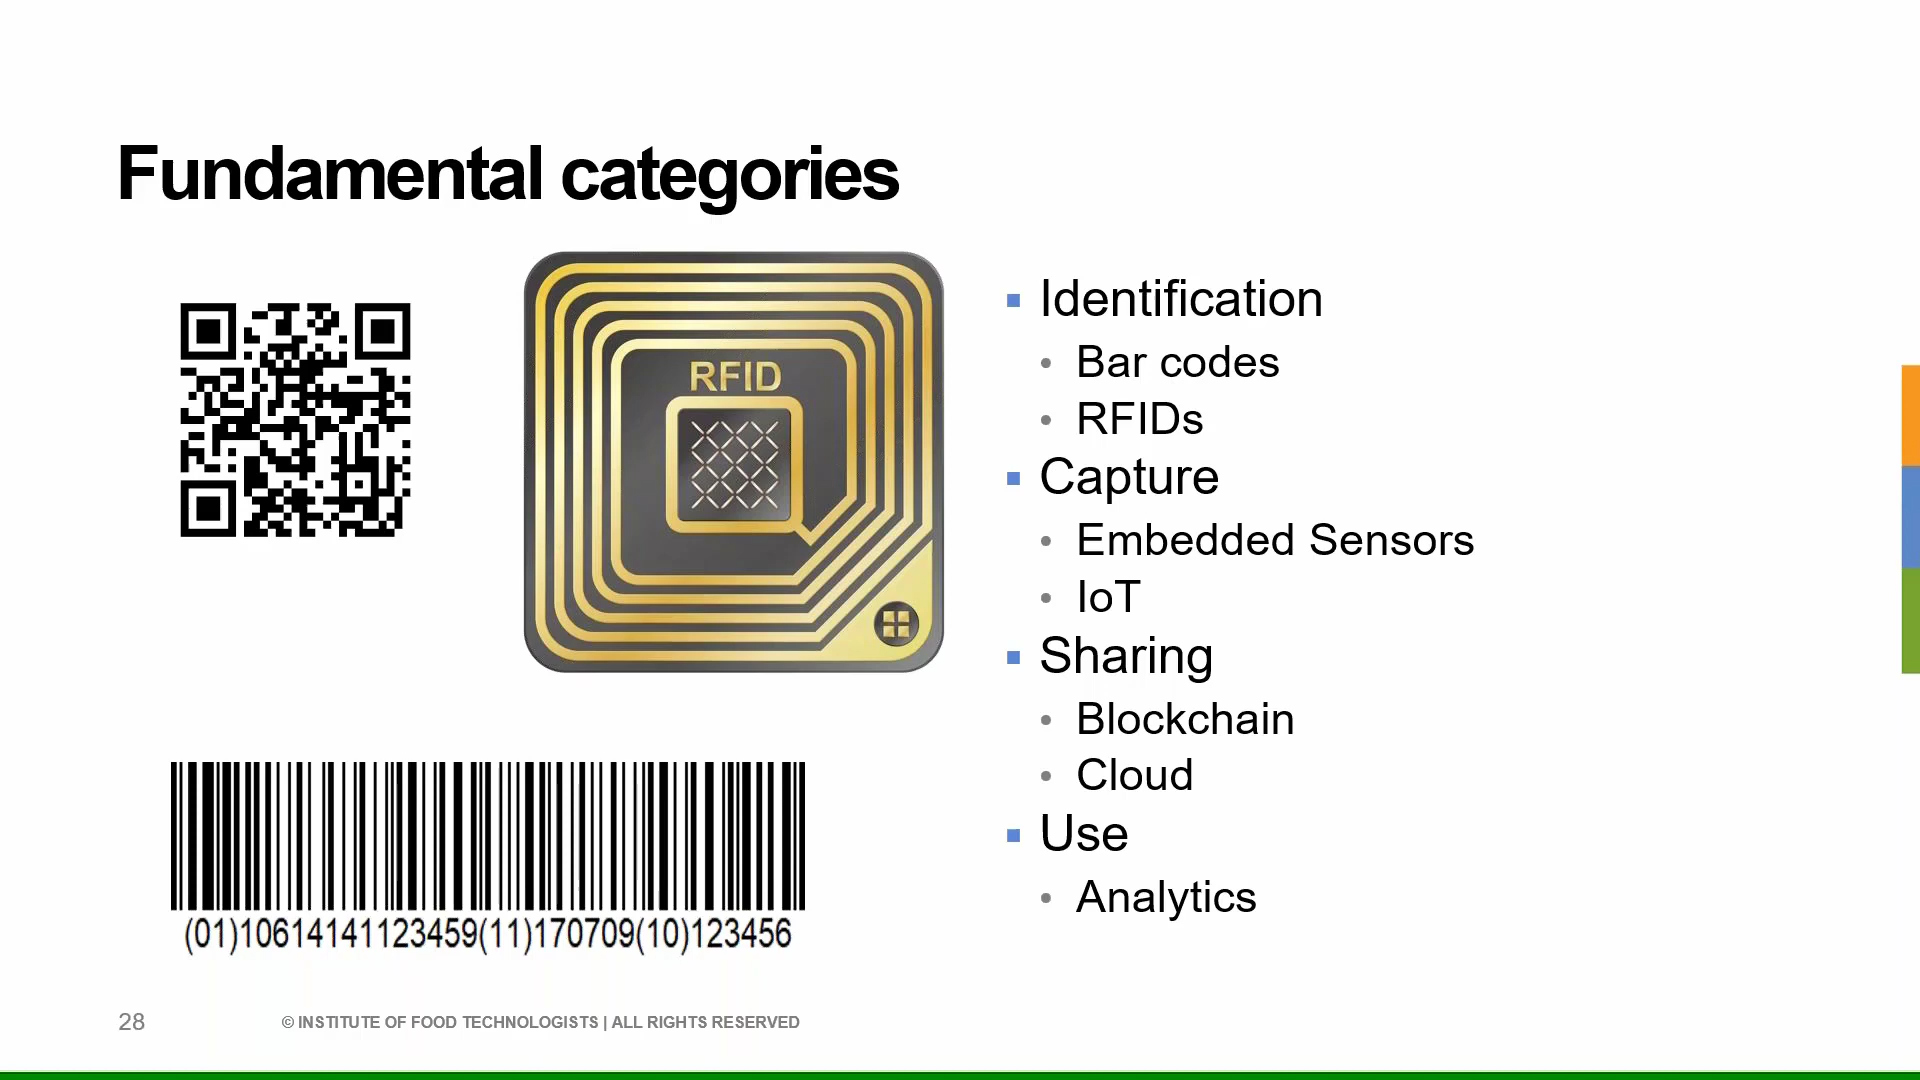 Fundamental categories
RFID
(01)10614141123459(11)170709(10)123456
Identification
Bar codes
RFIDs
Capture
Embedded Sensors
IoT
Sharing
Blockchain
Cloud
Use
Analytics
28
© INSTITUTE OF FOOD TECHNOLOGISTS | ALL RIGHTS RESERVED